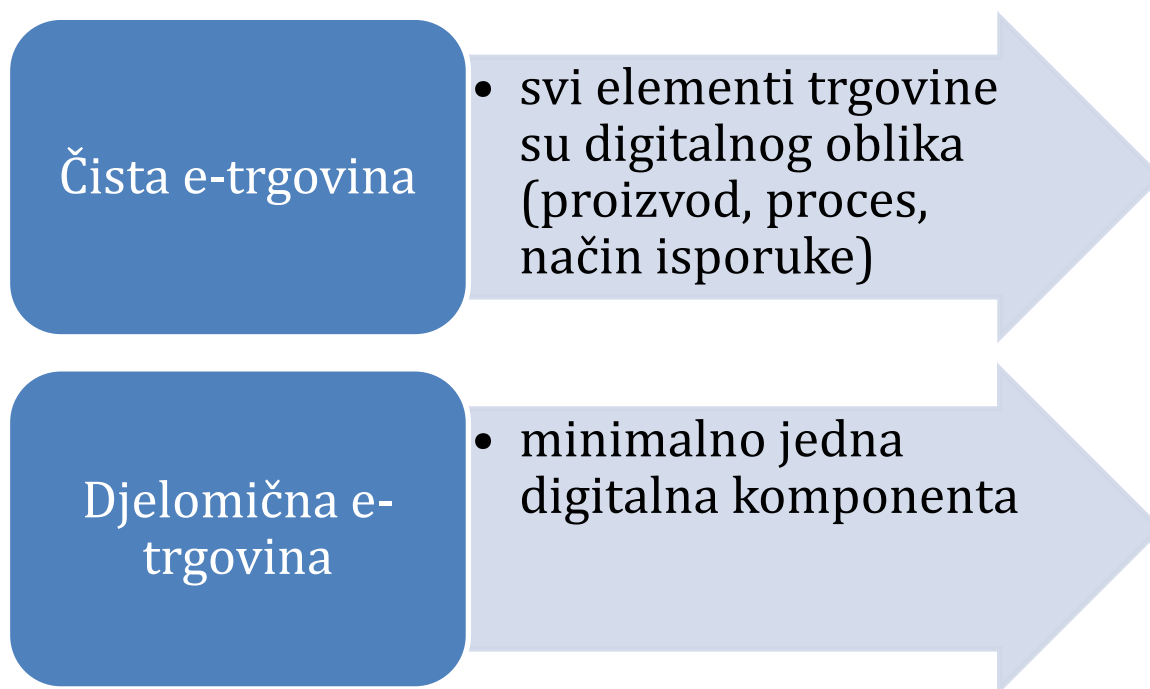 Čista e-trgovina
• svi elementi trgovine
su digitalnog oblika
(proizvod, proces,
način isporuke)
Djelomična e-
trgovina
• minimalno jedna
digitalna komponenta